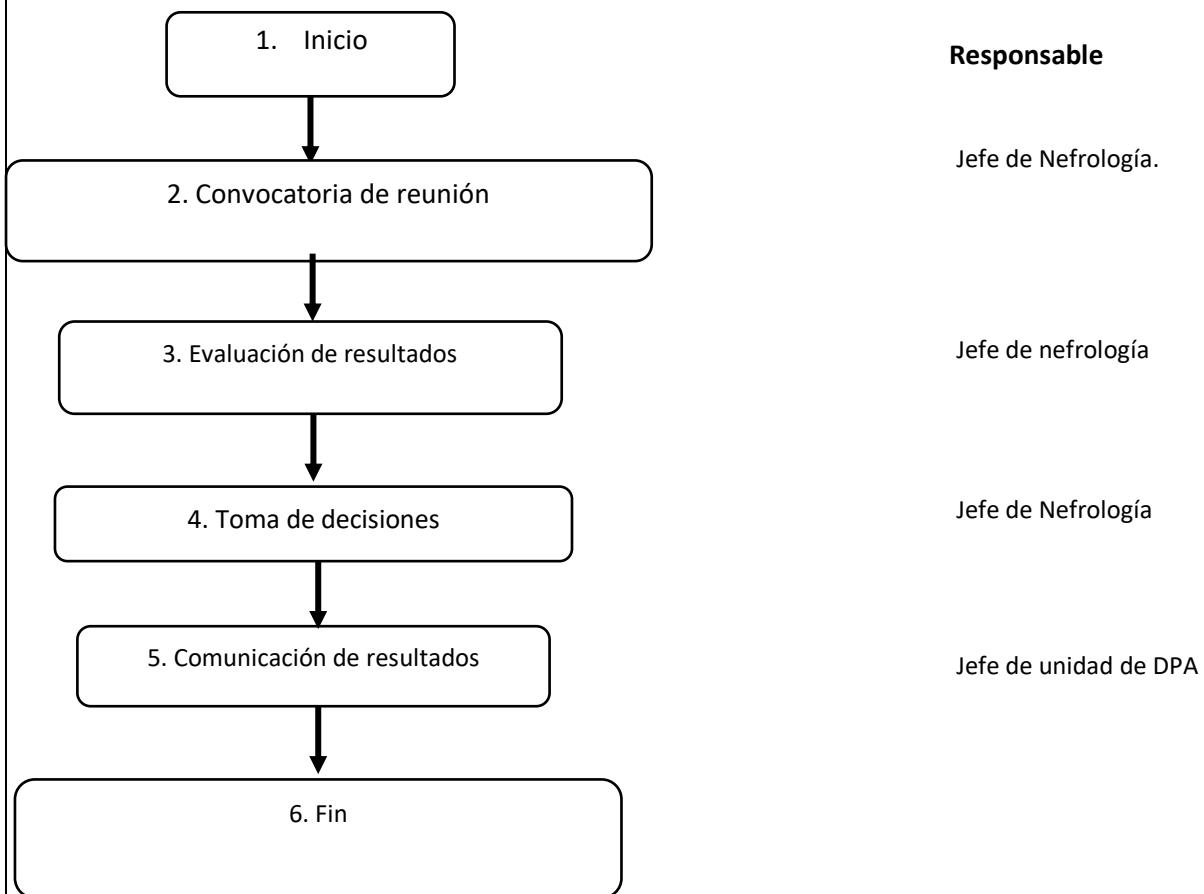 1. Inicio
Responsable
Jefe de Nefrología.
2. Convocatoria de reunión
3. Evaluación de resultados
Jefe de nefrología
4. Toma de decisiones
Jefe de Nefrología
5. Comunicación de resultados
Jefe de unidad de DPA
6. Fin